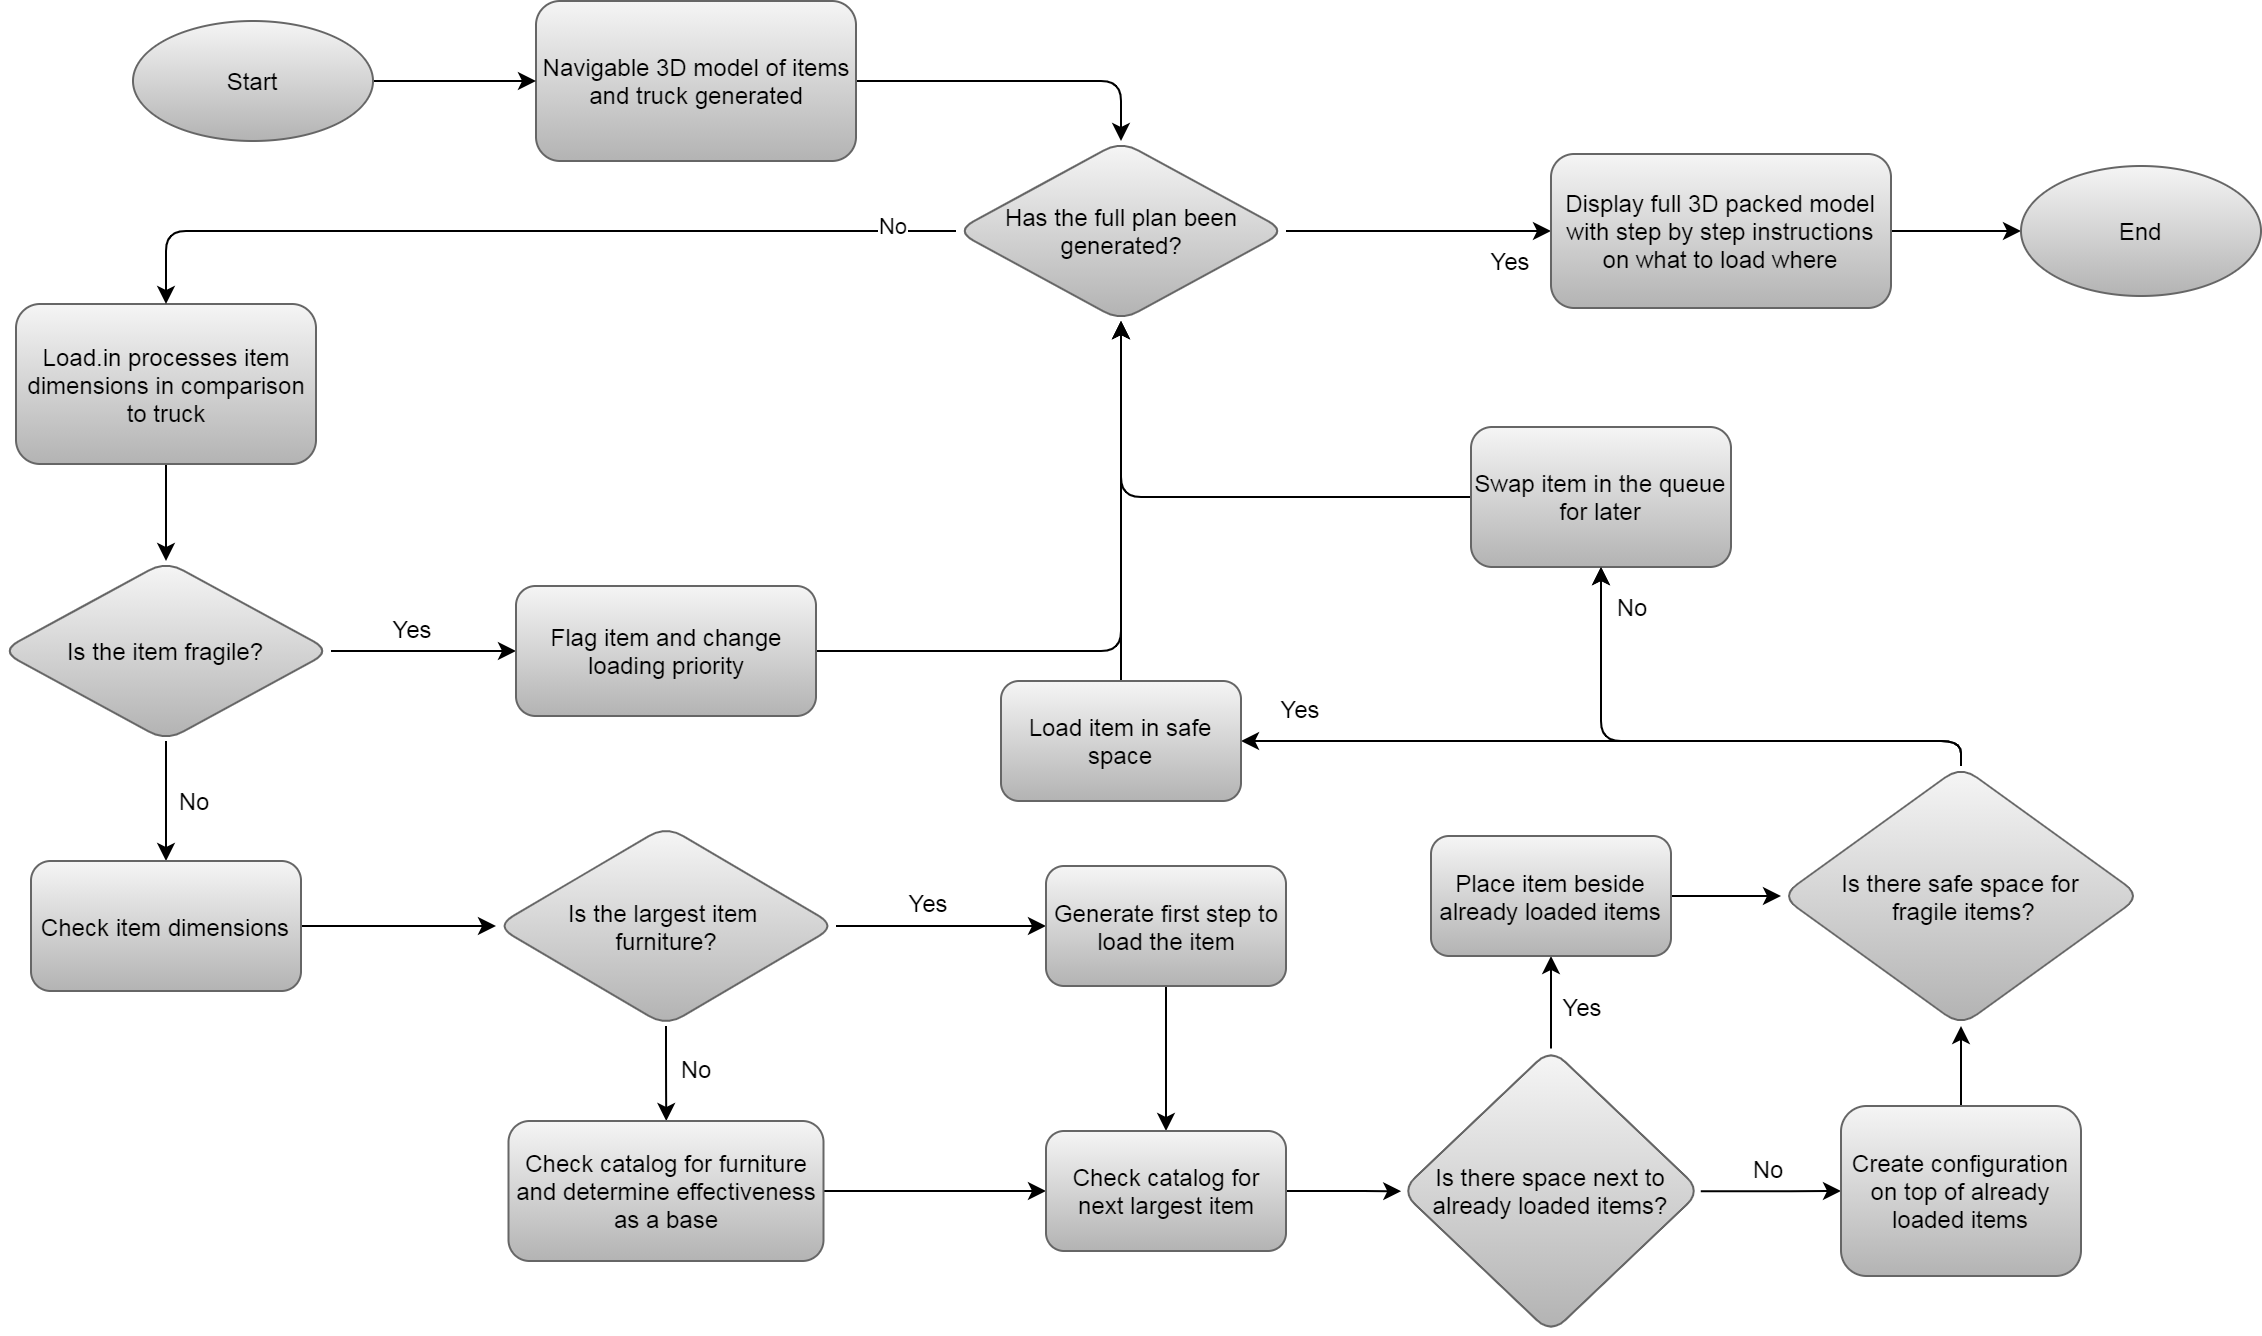 Start
Navigable 3D model of items
and truck generated
Has the full plan been
generated?
No
Yes
Display full 3D packed model
with step by step instructions
on what to load where
End
Load.in processes item
dimensions in comparison
to truck
Swap item in the queue
for later
No
Is the item fragile?
Yes
Flag item and change
loading priority
Load item in safe
space
Yes
No
Check item dimensions
Is the largest item
furniture?
Yes
Generate first step to
load the item
Place item beside
already loaded items
Is there safe space for
fragile items?
No
Yes
Check catalog for furniture
and determine effectiveness
as a base
Check catalog for
next largest item
Is there space next to
already loaded items?
No
Create configuration
on top of already
loaded items